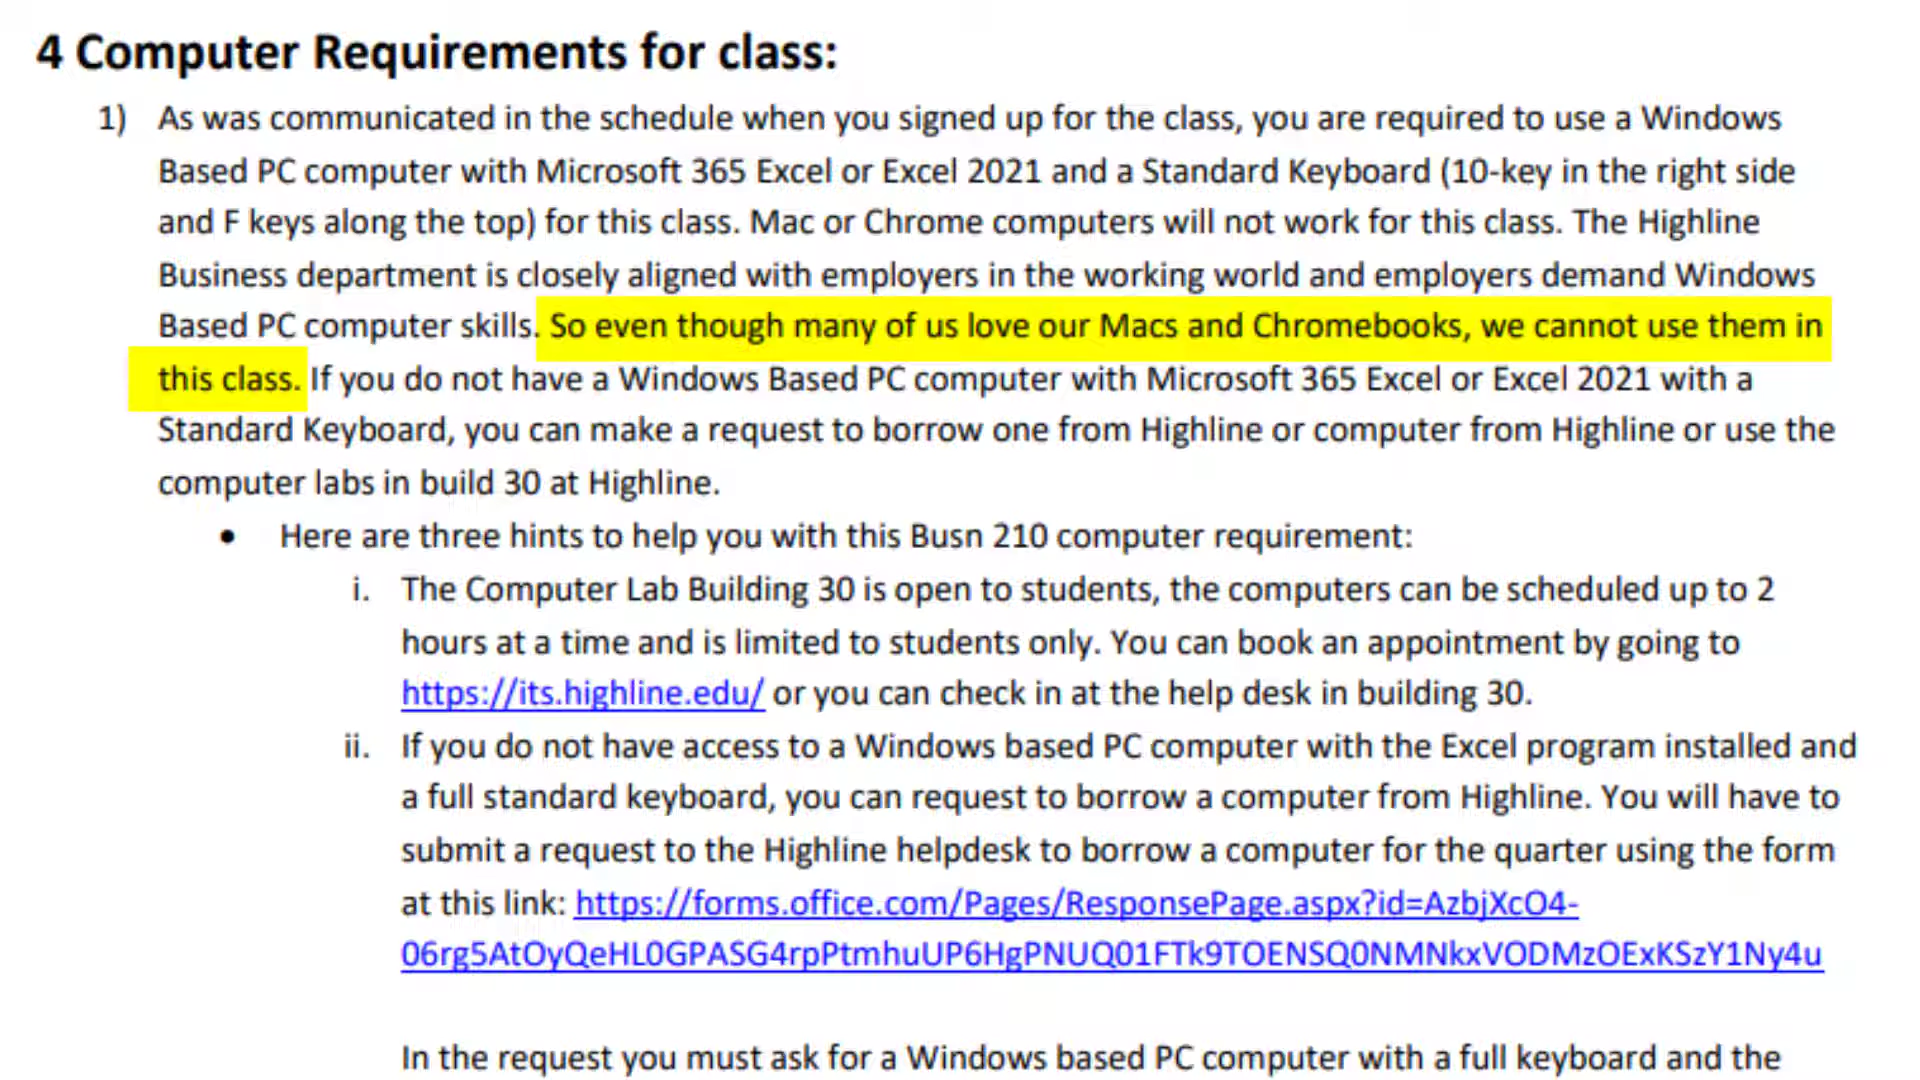 4 Computer Requirements for class:
1) As was communicated in the schedule when you signed up for the class, you are required to use a Windows
Based PC computer with Microsoft 365 Excel or Excel 2021 and a Standard Keyboard (10-key in the right side
and F keys along the top) for this class. Mac or Chrome computers will not work for this class. The Highline
Business department is closely aligned with employers in the working world and employers demand Windows
Based PC computer skills. So even though many of us love our Macs and Chromebooks, we cannot use them in
this class. If you do not have a Windows Based PC computer with Microsoft 365 Excel or Excel 2021 with a
Standard Keyboard, you can make a request to borrow one from Highline or computer from Highline or use the
computer labs in build 30 at Highline.
• Here are three hints to help you with this Busn 210 computer requirement:
i. The Computer Lab Building 30 is open to students, the computers can be scheduled up to 2
hours at a time and is limited to students only. You can book an appointment by going to
https://its.highline.edu/ or you can check in at the help desk in building 30.
ii. If you do not have access to a Windows based PC computer with the Excel program installed and
a full standard keyboard, you can request to borrow a computer from Highline. You will have to
submit a request to the Highline helpdesk to borrow a computer for the quarter using the form
at this link: https://forms.office.com/Pages/ResponsePage.aspx?id=AzbjXcO4-
06rg5AtOyQeHL0GPASG4rpPtmhuUP6HgPNUQ01FTk9TOENSQ0NMNkxVODMzOExKSzY1Ny4u
In the request you must ask for a Windows based PC computer with a full keyboard and the